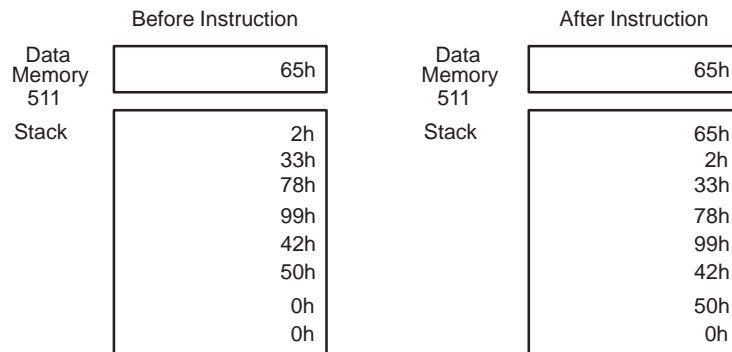 Before Instruction
After Instruction
Data
Memory
511
65h
Data
Memory
511
65h
Stack
2h
33h
78h
99h
42h
50h
0h
0h
Stack
65h
2h
33h
78h
99h
42h
50h
0h